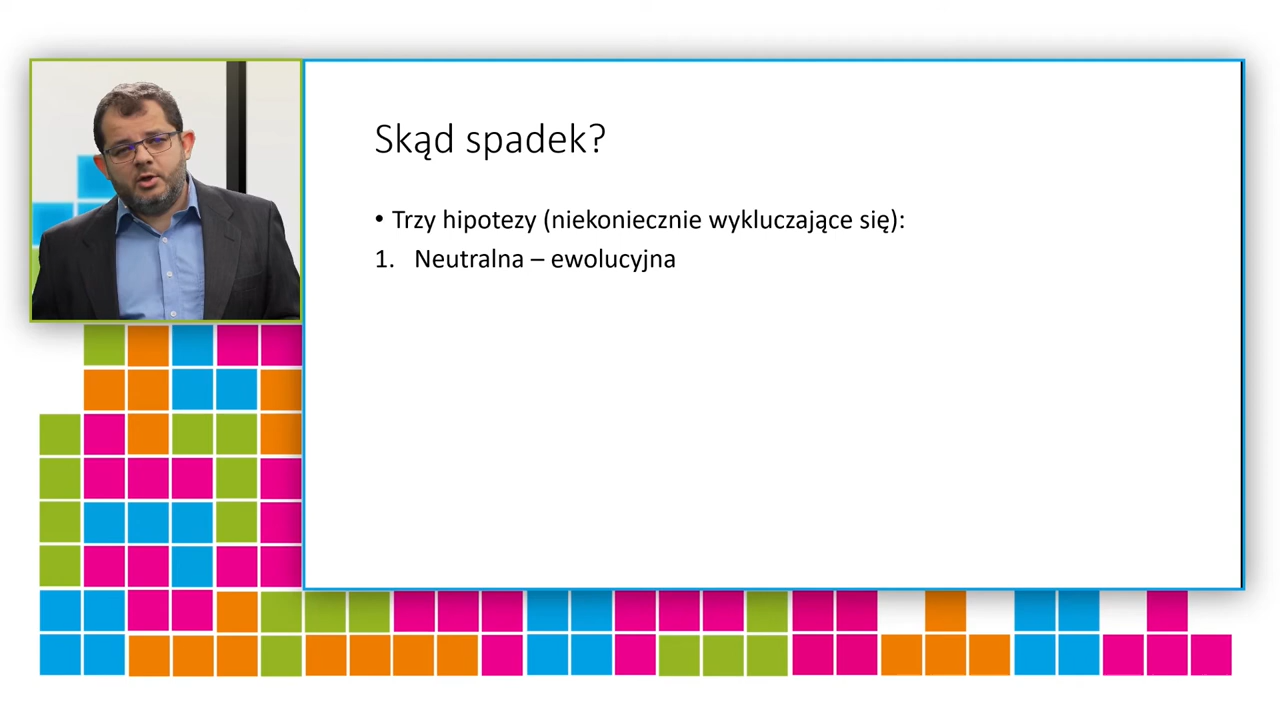 Skąd spadek?
• Trzy hipotezy (niekoniecznie wykluczające się):
1. Neutralna – ewolucyjna